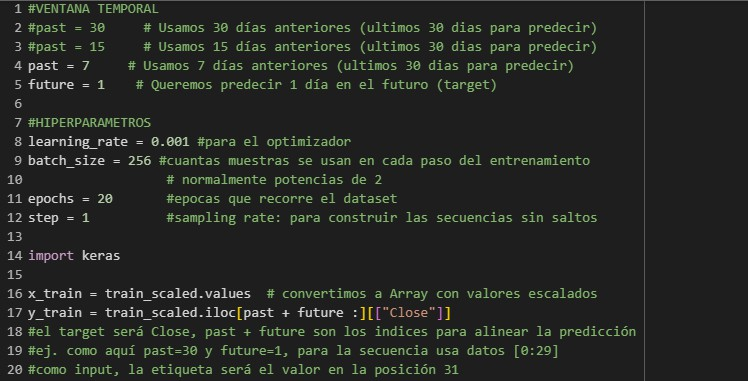 1 #VENTANA TEMPORAL
2 #past = 30     # Usamos 30 días anteriores (ultimos 30 dias para predecir)
3 #past = 15     # Usamos 15 días anteriores (ultimos 30 dias para predecir)
4 past = 7     # Usamos 7 días anteriores (ultimos 30 dias para predecir)
5 future = 1    # Queremos predecir 1 día en el futuro (target)
6
7 #HIPERPARAMETROS
8 learning_rate = 0.001 #para el optimizador
9 batch_size = 256 #cuantas muestras se usan en cada paso del entrenamiento
10                  # normalmente potencias de 2
11 epochs = 20      #epocas que recorre el dataset
12 step = 1         #sampling rate: para construir las secuencias sin saltos
13
14 import keras
15
16 x_train = train_scaled.values  # convertimos a Array con valores escalados
17 y_train = train_scaled.iloc[past + future :][["Close"]]
18 #el target será Close, past + future son los indices para alinear la predicción
19 #ej. como aquí past=30 y future=1, para la secuencia usa datos [0:29]
20 #como input, la etiqueta será el valor en la posición 31